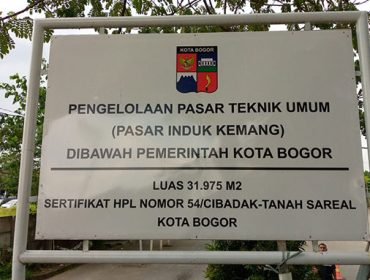 KOTA BOGOR
PENGELOLAAN PASAR TEKNIK UMUM
(PASAR INDUK KEMANG)
DIBAWAH PEMERINTAH KOTA BOGOR
LUAS 31.975 M2
SERTIFIKAT HPL NOMOR 54/CIBADAK-TANAH SAREAL
KOTA BOGOR